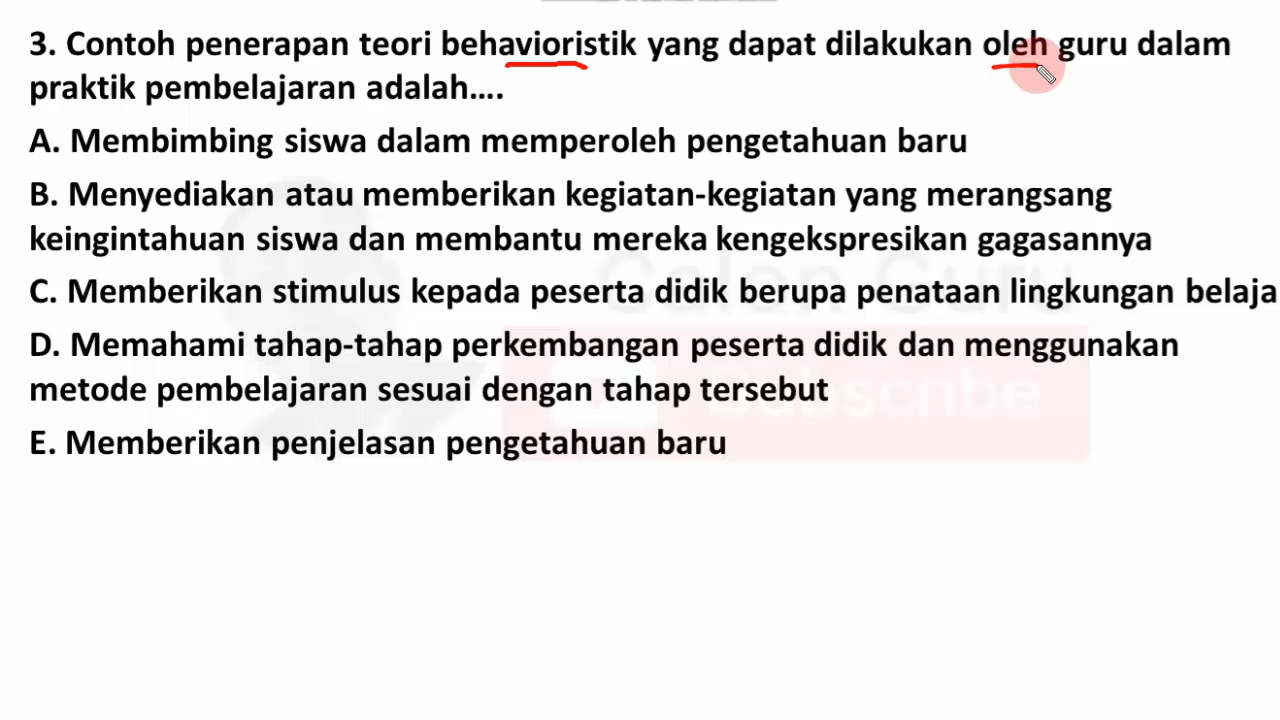 3. Contoh penerapan teori behavioristik yang dapat dilakukan oleh guru dalam
praktik pembelajaran adalah....
A. Membimbing siswa dalam memperoleh pengetahuan baru
B. Menyediakan atau memberikan kegiatan-kegiatan yang merangsang
keingintahuan siswa dan membantu mereka kengekspresikan gagasannya
Calon Guru
C. Memberikan stimulus kepada peserta didik berupa penataan lingkungan belaja
D. Memahami tahap-tahap perkembangan peserta didik dan menggunakan
metode pembelajaran sesuai dengan tahap tersebut
Subscribe
E. Memberikan penjelasan pengetahuan baru